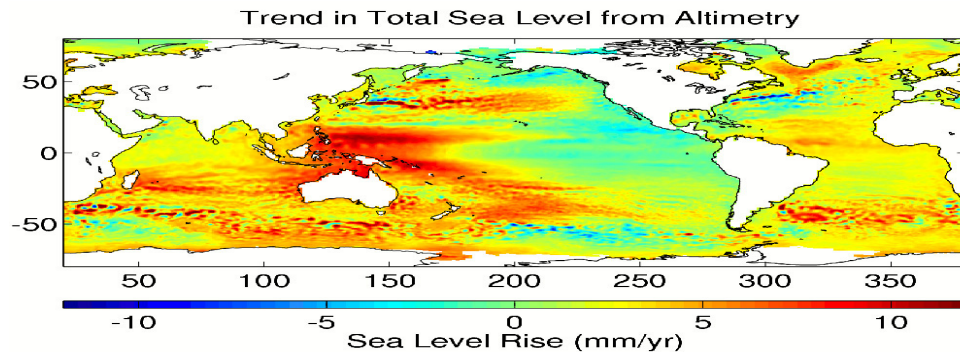 Trend in Total Sea Level from Altimetry
50
0
-50
50 100 150 200 250 300 350
-10 -5 0 5 10
Sea Level Rise (mm/yr)